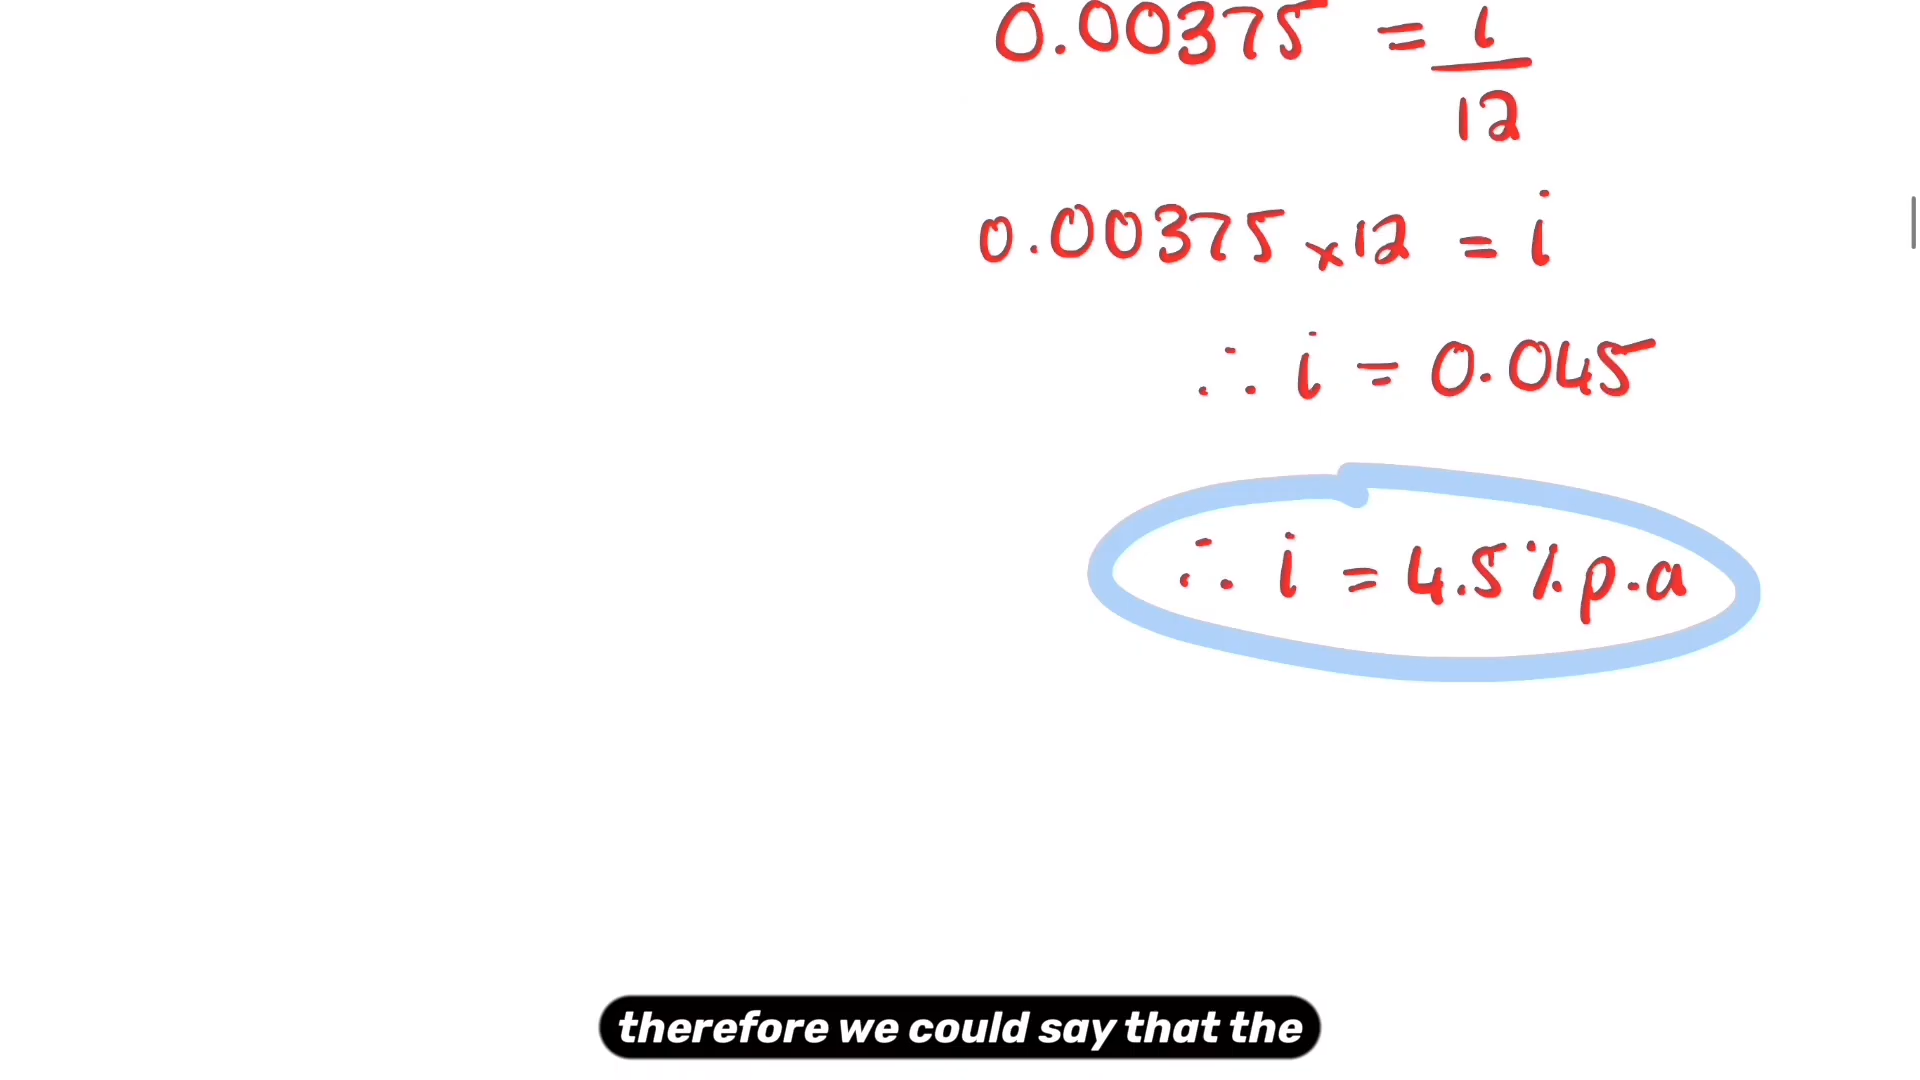 0.00375 = i
12
0.00375 x 12 = i
∴ i = 0.045
∴ i = 4.5% p.a
therefore we could say that the